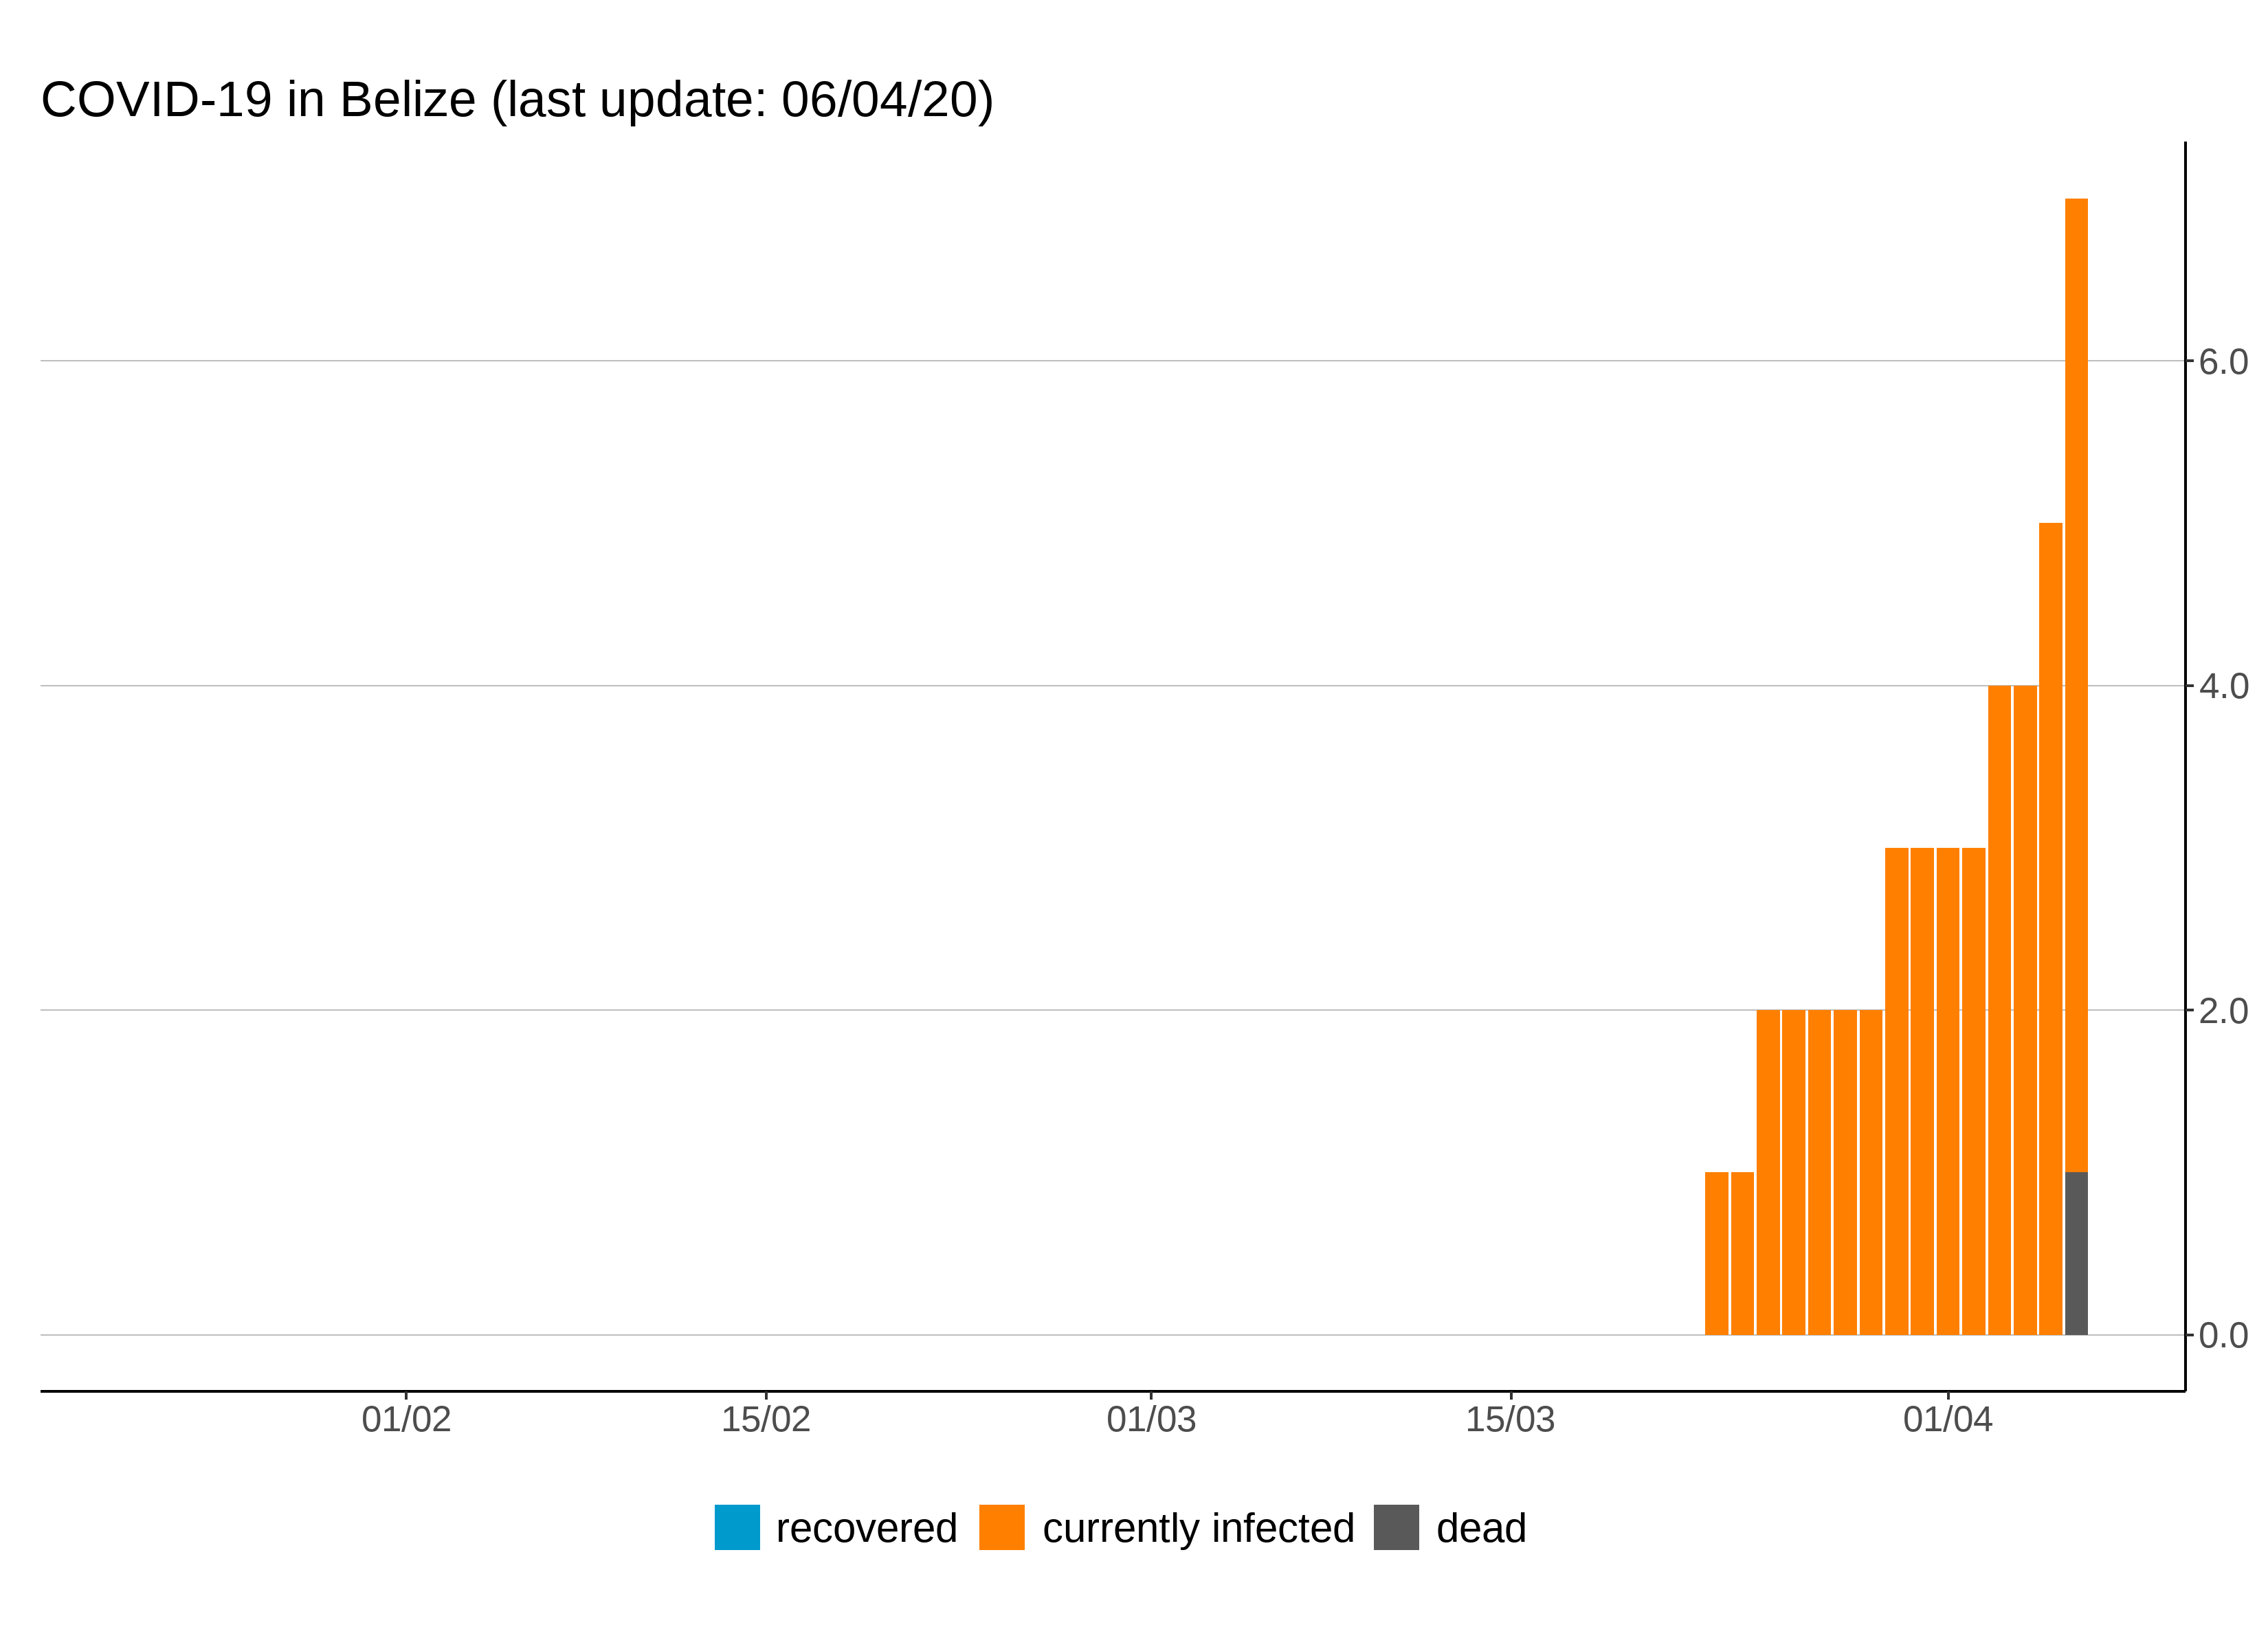 COVID-19 in Belize (last update: 06/04/20)
6.0
4.0
2.0
0.0
01/02 15/02 01/03 15/03 01/04
recovered currently infected dead